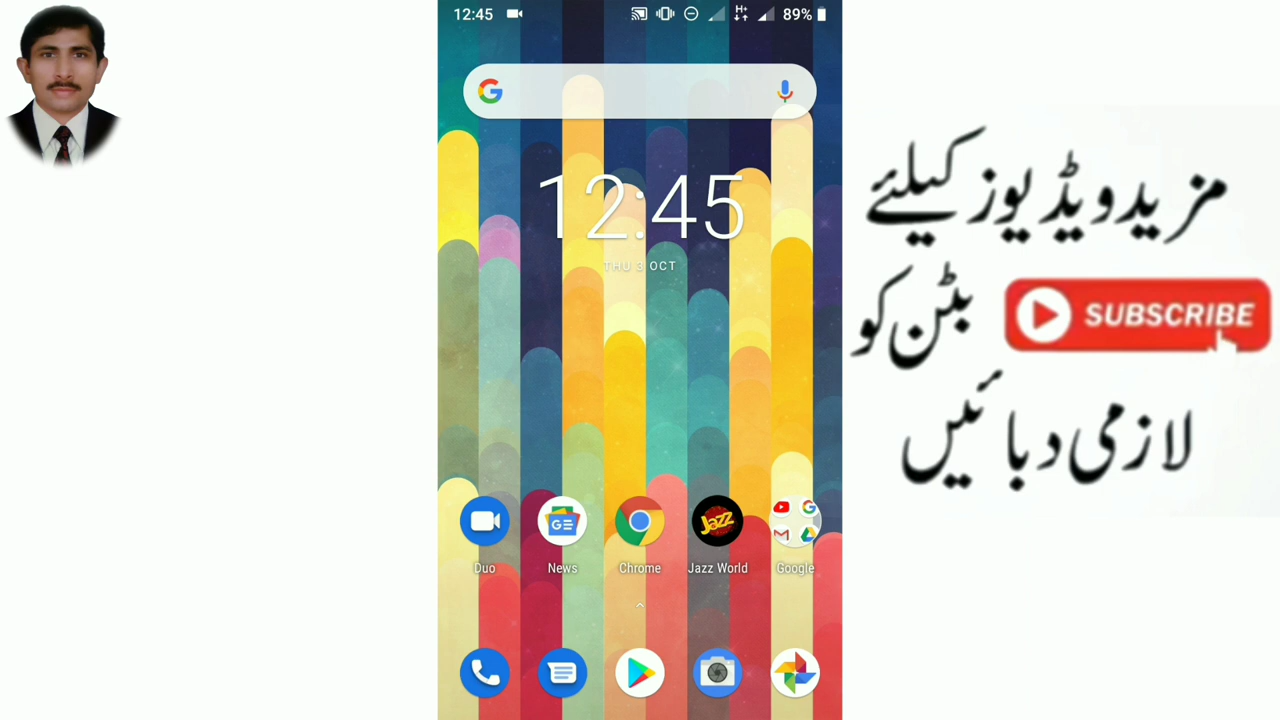 12:45
H+
89%
12:45
THU 3 OCT
Duo
News
Chrome
Jazz
Jazz World
Google
مزید ویڈیوز کیلئے
SUBSCRIBE بٹن کو
لازمی دبائیں